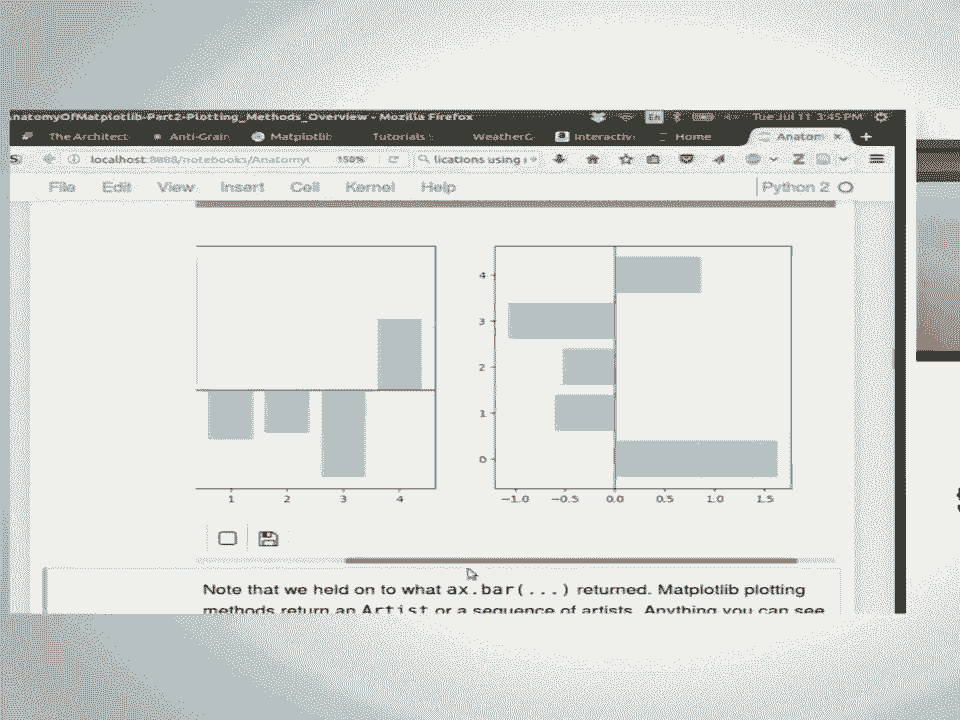 AnatomyOfMatplotlib-Part2-Plotting_Methods_Overview - Mozilla Firefox
En
Tue Jul 11 3:45 PM
The Architect
Anti-Grain
Matplotlib
Tutorials
WeatherG
Interactiv
Home
Anatom
localhost:8888/notebooks/Anatomy
150%
lications using
File Edit View Insert Cell Kernel Help
Python 2
1 2 3 4
4
3
2
1
0
−1.0 −0.5 0.0 0.5 1.0 1.5
Note that we held on to what ax.bar(...) returned. Matplotlib plotting
methods return an Artist or a sequence of artists. Anything you can see